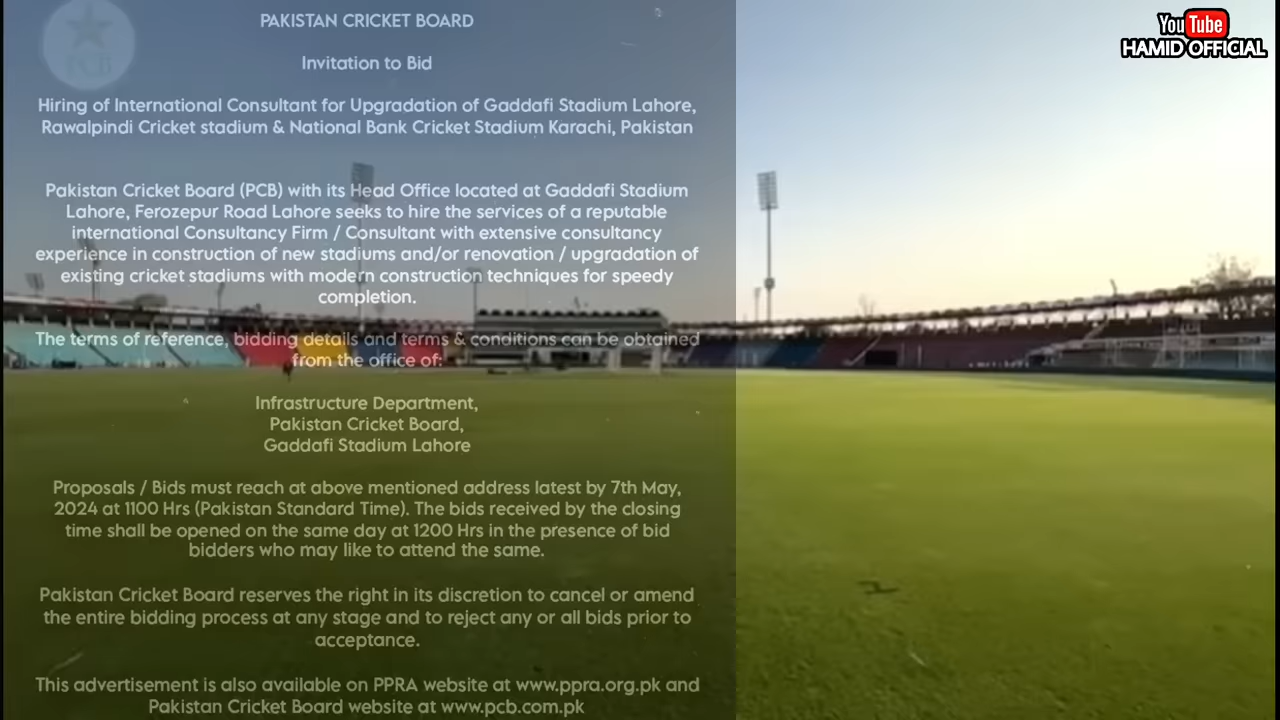 PAKISTAN CRICKET BOARD
Invitation to Bid
Hiring of International Consultant for Upgradation of Gaddafi Stadium Lahore,
Rawalpindi Cricket stadium & National Bank Cricket Stadium Karachi, Pakistan
Pakistan Cricket Board (PCB) with its Head Office located at Gaddafi Stadium
Lahore, Ferozepur Road Lahore seeks to hire the services of a reputable
international Consultancy Firm / Consultant with extensive consultancy
experience in construction of new stadiums and/or renovation / upgradation of
existing cricket stadiums with modern construction techniques for speedy
completion.
The terms of reference, bidding details and terms & conditions can be obtained
from the office of:
Infrastructure Department,
Pakistan Cricket Board,
Gaddafi Stadium Lahore
Proposals / Bids must reach at above mentioned address latest by 7th May,
2024 at 1100 Hrs (Pakistan Standard Time). The bids received by the closing
time shall be opened on the same day at 1200 Hrs in the presence of bid
bidders who may like to attend the same.
Pakistan Cricket Board reserves the right in its discretion to cancel or amend
the entire bidding process at any stage and to reject any or all bids prior to
acceptance.
This advertisement is also available on PPRA website at www.ppra.org.pk and
Pakistan Cricket Board website at www.pcb.com.pk
PCB
YouTube
HAMID OFFICIAL